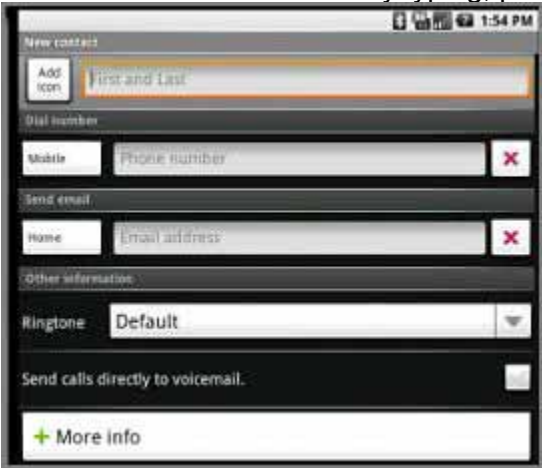 1:54 PM
New contact
Add icon
First and Last
Dial number
Mobile
Phone number
Send email
Home
Email address
Other information
Ringtone
Default
Send calls directly to voicemail.
+ More info